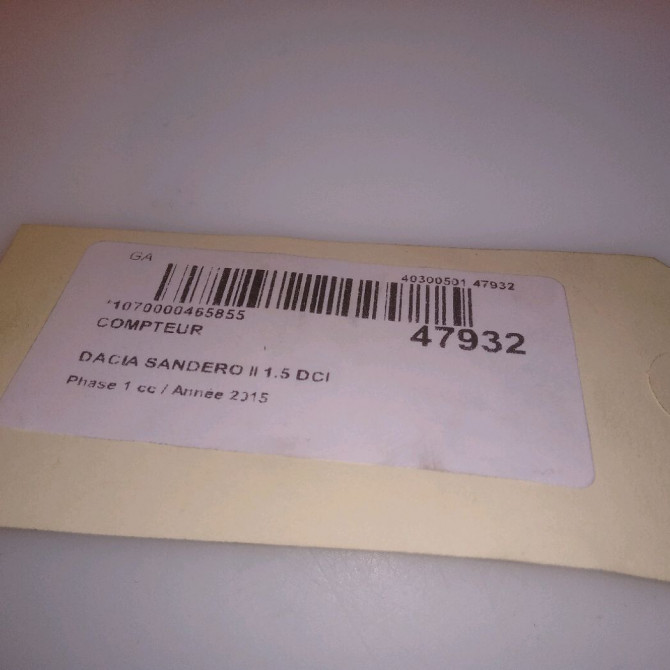 GA
40300501 47932
*1070000465855
COMPTEUR
47932
DACIA SANDERO II 1.5 DCI
Phase 1 cc / Année 2015